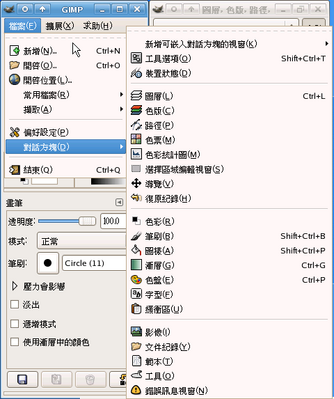 GIMP
圖層, 色版, 路徑,
檔案(F) 擴展(X) 求助(H)
新增(N)... Ctrl+N
開啓(O)... Ctrl+O
開啓位置(L)...
常用檔案(R)
擷取(A)
偏好設定(P)
對話方塊(D)
結束(Q) Ctrl+Q
新增可嵌入對話方塊的視窗(K)
工具選項(O) Shift+Ctrl+T
裝置狀態(D)
圖層(L) Ctrl+L
色版(C)
路徑(P)
色盤(M)
色彩統計圖(M)
選擇區域編輯視窗(S)
導覽(V)
復原紀錄(H)
色彩(R)
筆刷(B) Shift+Ctrl+B
圖樣(A) Shift+Ctrl+P
漸層(G) Ctrl+G
色盤(E) Ctrl+P
字型(F)
緩衝區(U)
影像(I)
文件紀錄(Y)
範本(T)
工具(O)
錯誤訊息視窗(N)
畫筆
透明度: 100.0
模式: 正常
筆刷: Circle (11)
壓力會影響
淡出
遞增模式
使用漸層中的顏色